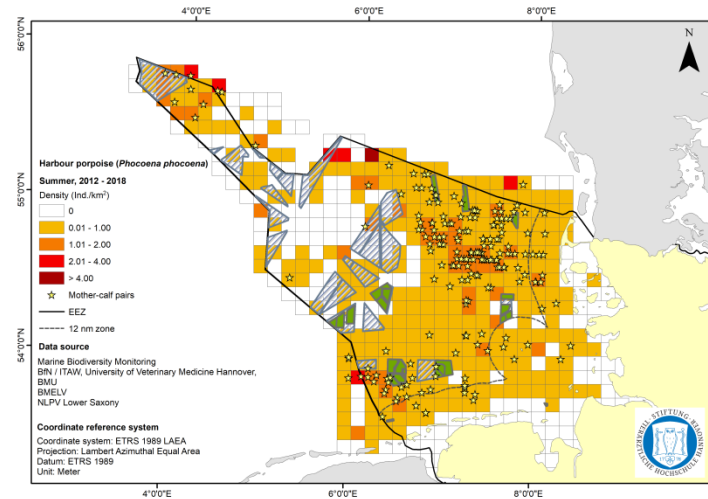 4°0'0"E 6°0'0"E 8°0'0"E
56°0'0"N
N
Harbour porpoise (Phocoena phocoena)
55°0'0"N
Summer, 2012 - 2018
Density (Ind./km²)
0
0.01 - 1.00
1.01 - 2.00
2.01 - 4.00
> 4.00
Mother-calf pairs
EEZ
12 nm zone
54°0'0"N
Data source
Marine Biodiversity Monitoring
BfN / ITAW, University of Veterinary Medicine Hannover,
BMU
BMELV
NLPV Lower Saxony
Coordinate reference system
Coordinate system: ETRS 1989 LAEA
Projection: Lambert Azimuthal Equal Area
Datum: ETRS 1989
Unit: Meter
STIFTUNG
TIERÄRZTLICHE HOCHSCHULE HANNOVER
4°0'0"E 6°0'0"E 8°0'0"E